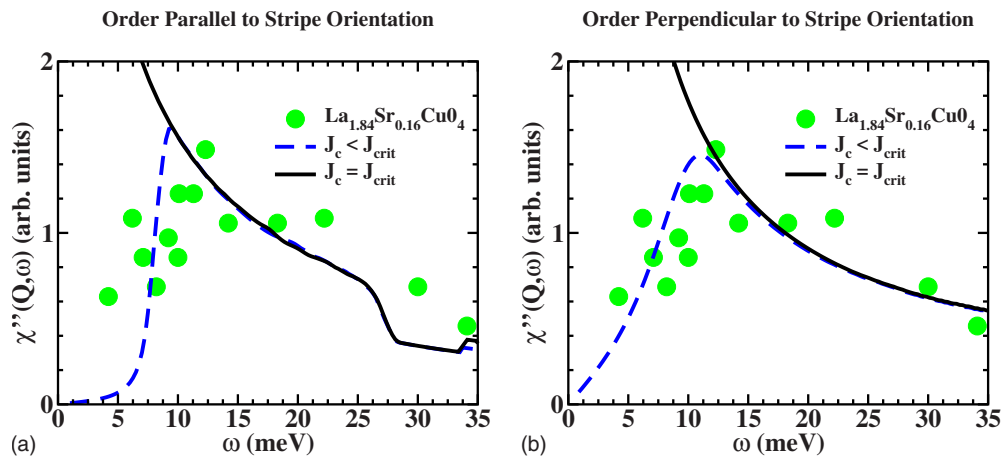 Order Parallel to Stripe Orientation
Order Perpendicular to Stripe Orientation
2
1
0
χ''(Q,ω) (arb. units)
La1.84Sr0.16Cu04
Jc < Jcrit
Jc = Jcrit
0 5 10 15 20 25 30 35
ω (meV)
(a)
2
1
0
χ''(Q,ω) (arb. units)
La1.84Sr0.16Cu04
Jc < Jcrit
Jc = Jcrit
0 5 10 15 20 25 30 35
ω (meV)
(b)